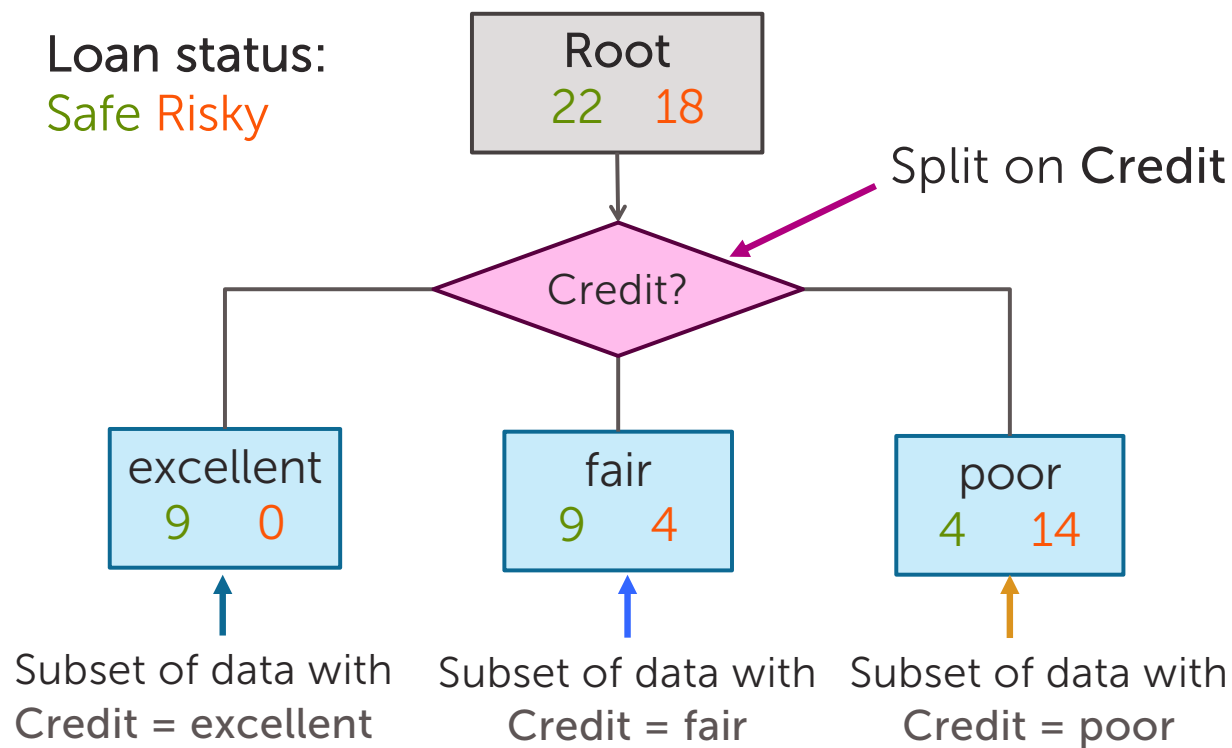 Loan status:
Safe Risky
Root
22 18
Split on Credit
Credit?
excellent
9 0
fair
9 4
poor
4 14
Subset of data with
Credit = excellent
Subset of data with
Credit = fair
Subset of data with
Credit = poor